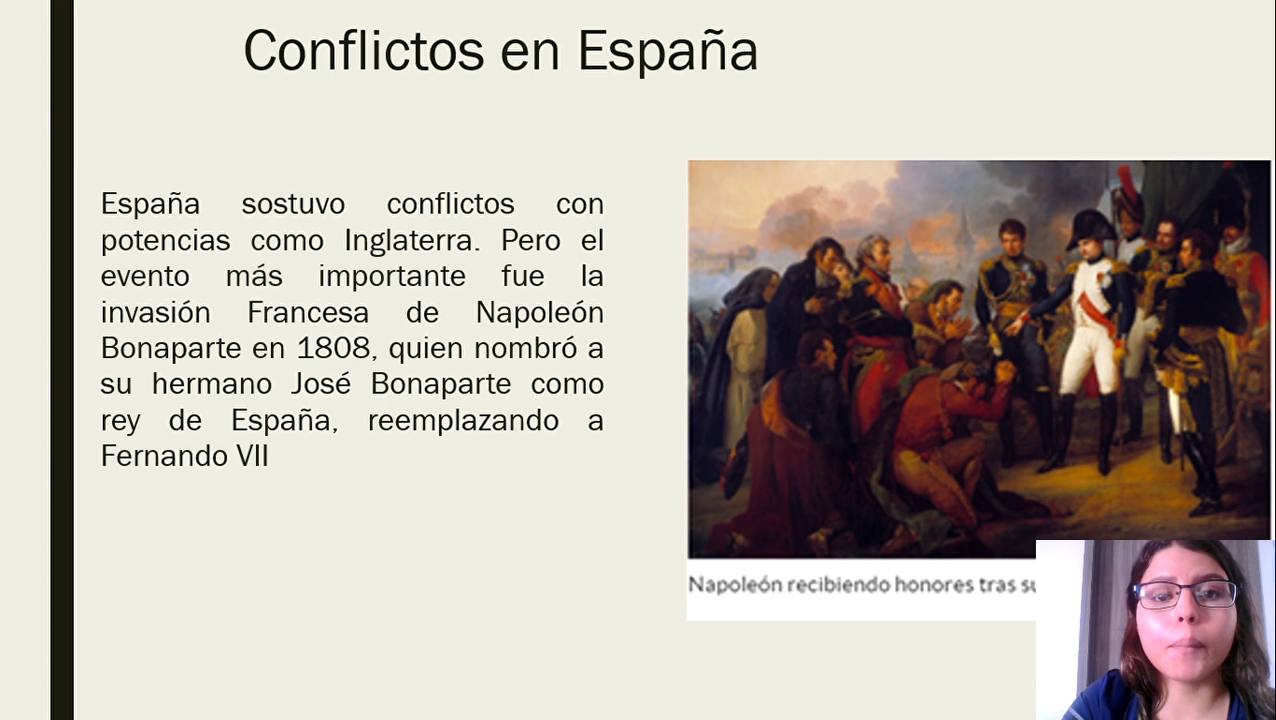 Conflictos en España
España sostuvo conflictos con
potencias como Inglaterra. Pero el
evento más importante fue la
invasión Francesa de Napoleón
Bonaparte en 1808, quien nombró a
su hermano José Bonaparte como
rey de España, reemplazando a
Fernando VII
Napoleón recibiendo honores tras